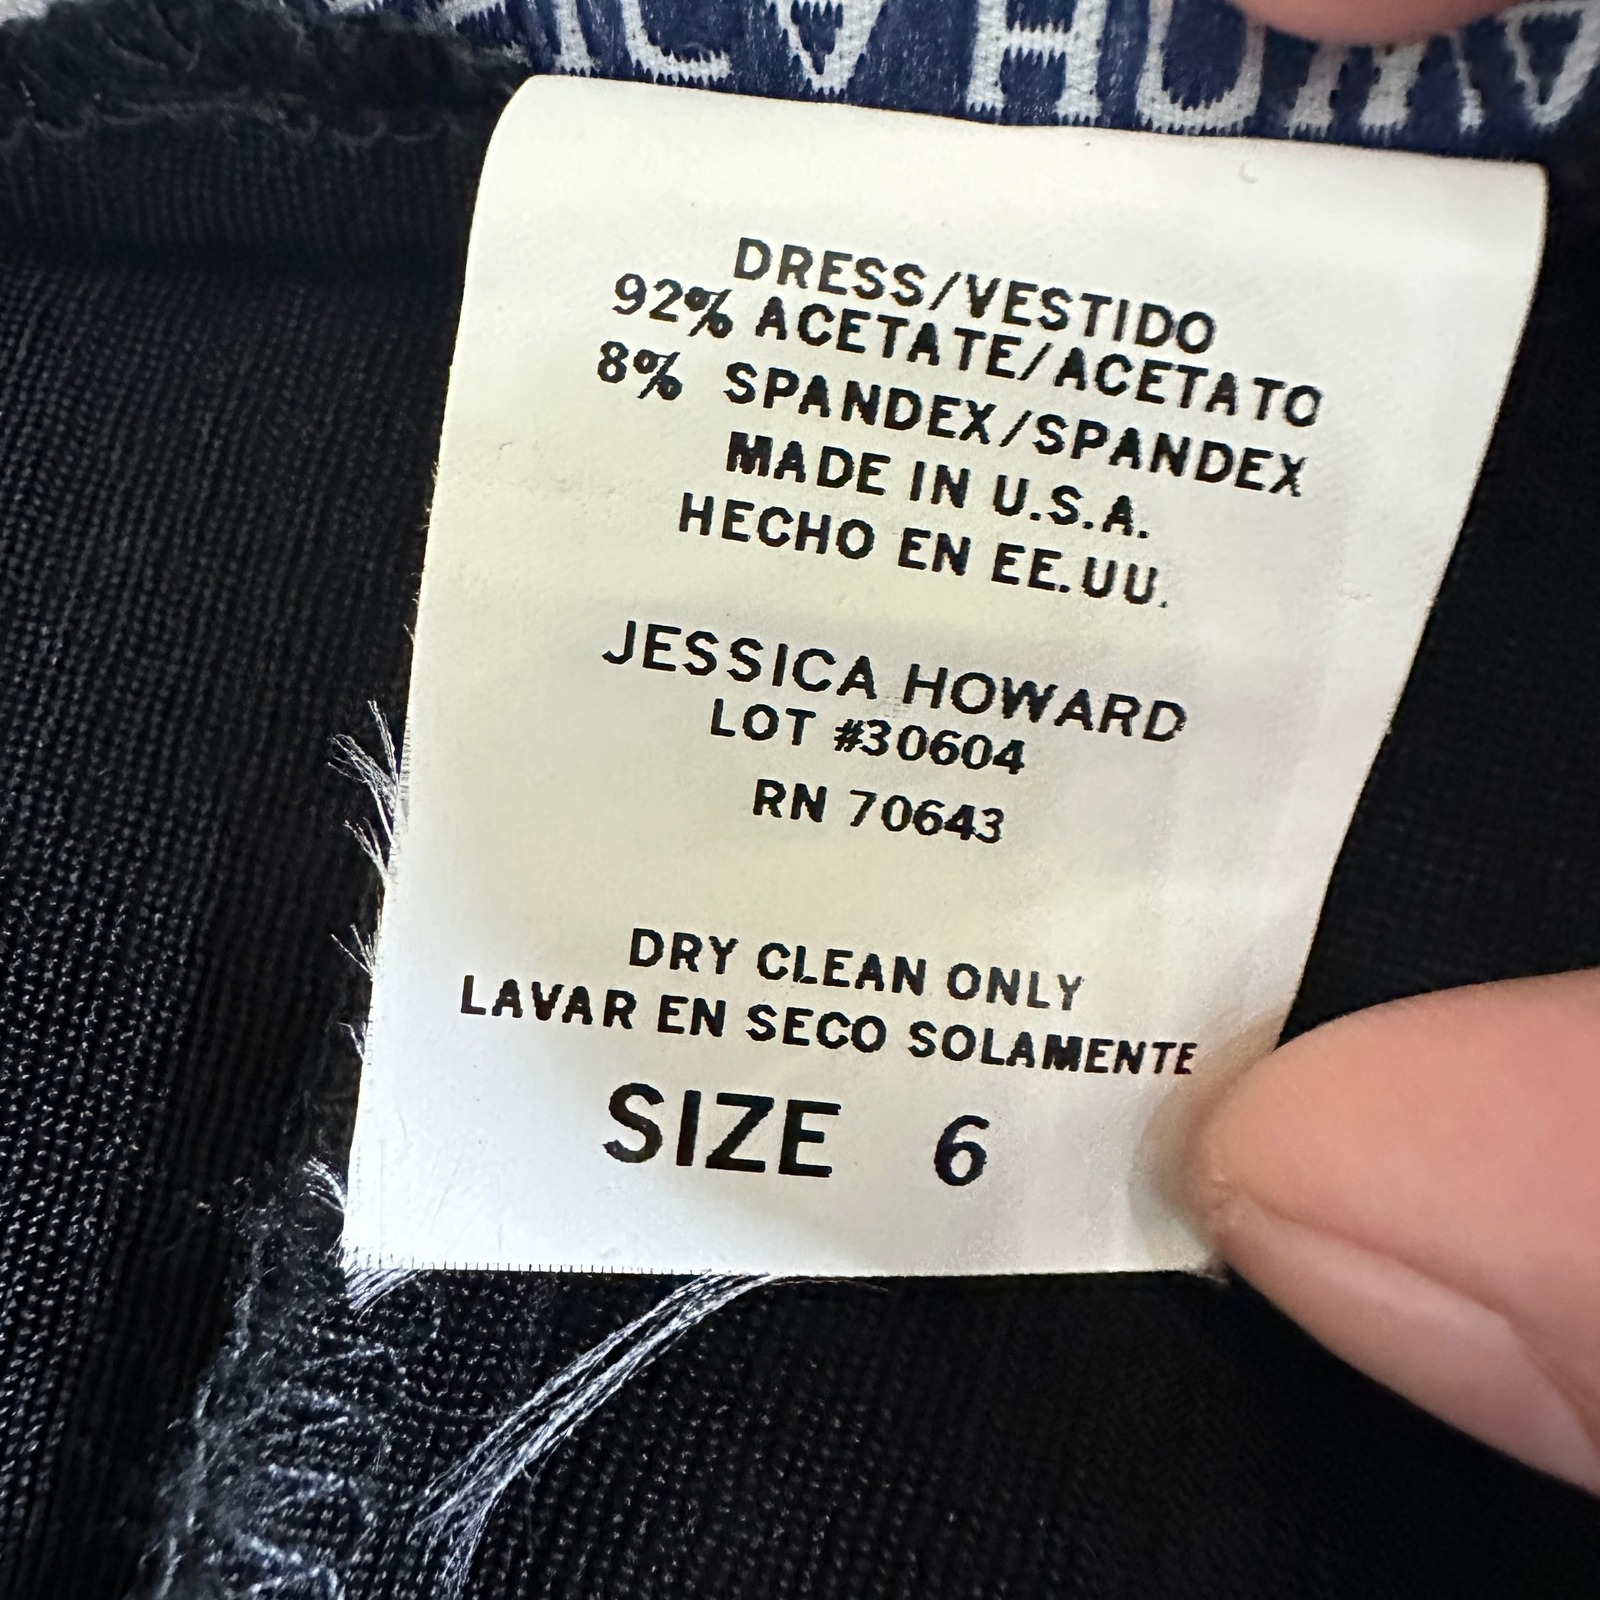 DRESS/VESTIDO
92% ACETATE/ACETATO
8% SPANDEX/SPANDEX
MADE IN U.S.A.
HECHO EN EE.UU.
JESSICA HOWARD
LOT #30604
RN 70643
DRY CLEAN ONLY
LAVAR EN SECO SOLAMENTE
SIZE 6